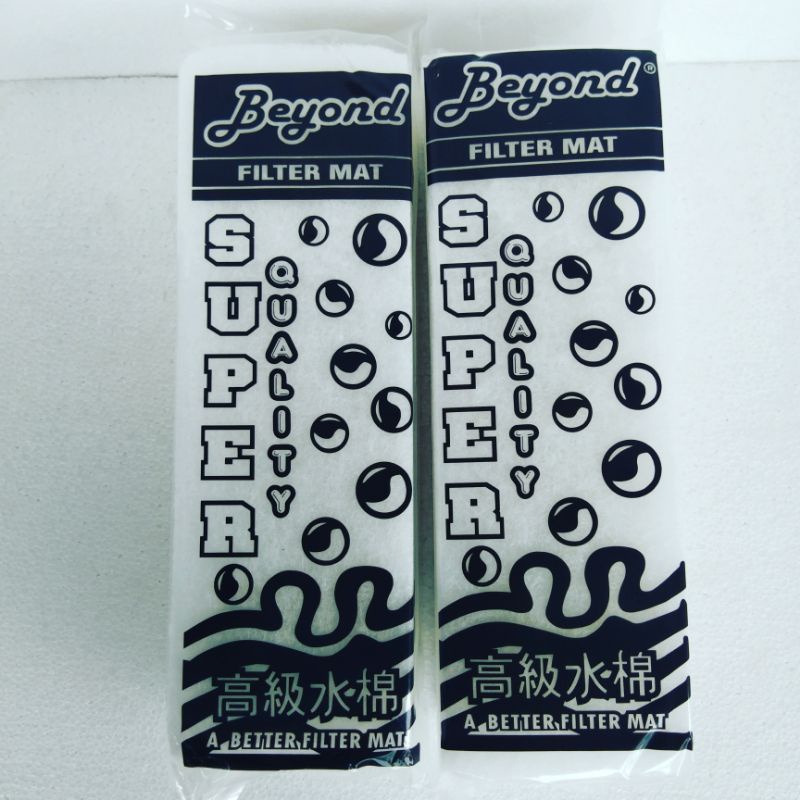 Beyond
FILTER MAT
SUPER
QUALITY
高級水棉
A BETTER FILTER MAT
Beyond®
FILTER MAT
SUPER
QUALITY
高級水棉
A BETTER FILTER MAT